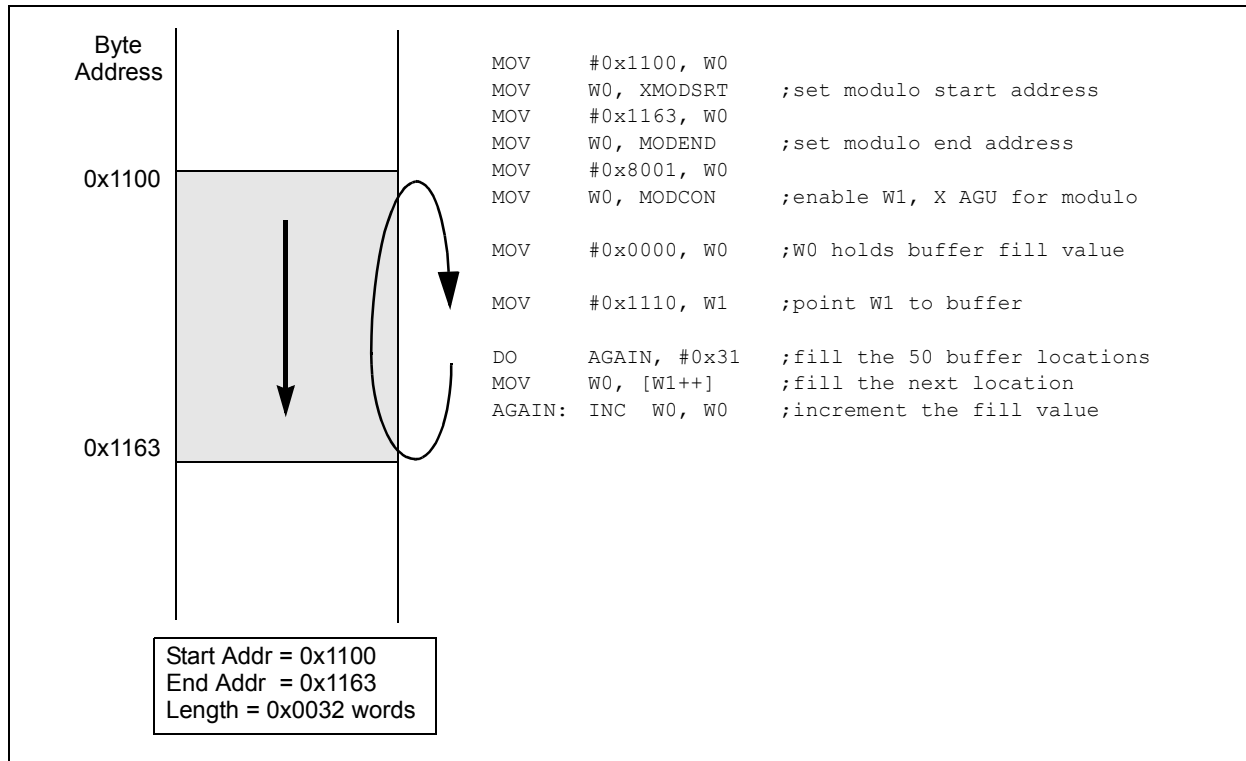 Byte
Address
0x1100
0x1163
MOV #0x1100, W0
MOV W0, XMODSRT ;set modulo start address
MOV #0x1163, W0
MOV W0, MODEND ;set modulo end address
MOV #0x8001, W0
MOV W0, MODCON ;enable W1, X AGU for modulo
MOV #0x0000, W0 ;W0 holds buffer fill value
MOV #0x1110, W1 ;point W1 to buffer
DO AGAIN, #0x31 ;fill the 50 buffer locations
MOV W0, [W1++] ;fill the next location
AGAIN: INC W0, W0 ;increment the fill value
Start Addr = 0x1100
End Addr = 0x1163
Length = 0x0032 words